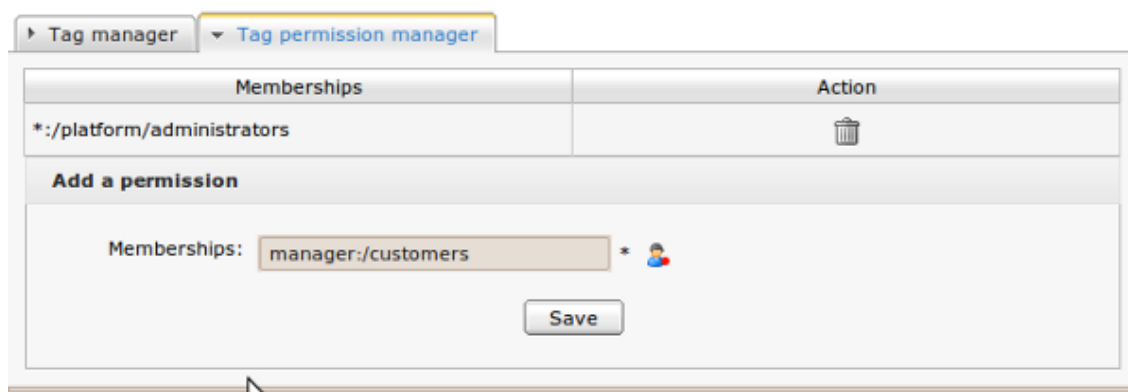 Tag manager
Tag permission manager
Memberships
Action
*:/platform/administrators
Add a permission
Memberships:
manager:/customers
*
Save